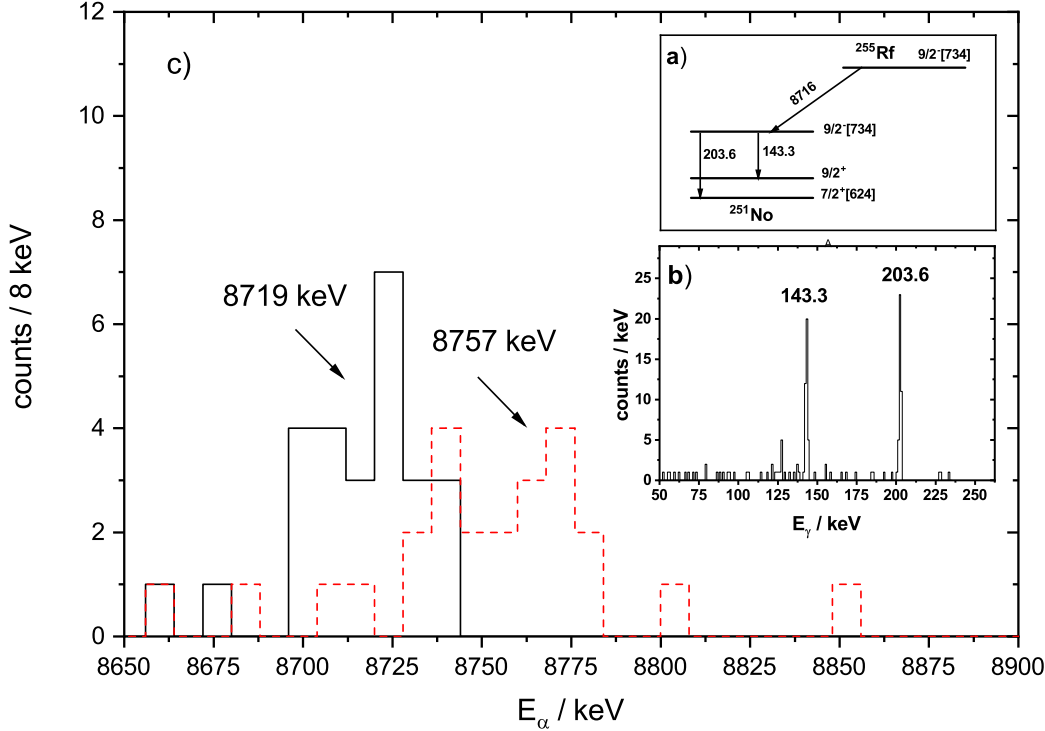 c)
8719 keV
8757 keV
counts / 8 keV
12
10
8
6
4
2
0
8650 8675 8700 8725 8750 8775 8800 8825 8850 8875 8900
E_α / keV
a)
²⁵⁵Rf 9/2⁻[734]
8716
9/2⁻[734]
203.6 143.3
9/2⁺
7/2⁺[624]
²⁵¹No
b)
203.6
143.3
counts / keV
25
20
15
10
5
0
50 75 100 125 150 175 200 225 250
E_γ / keV